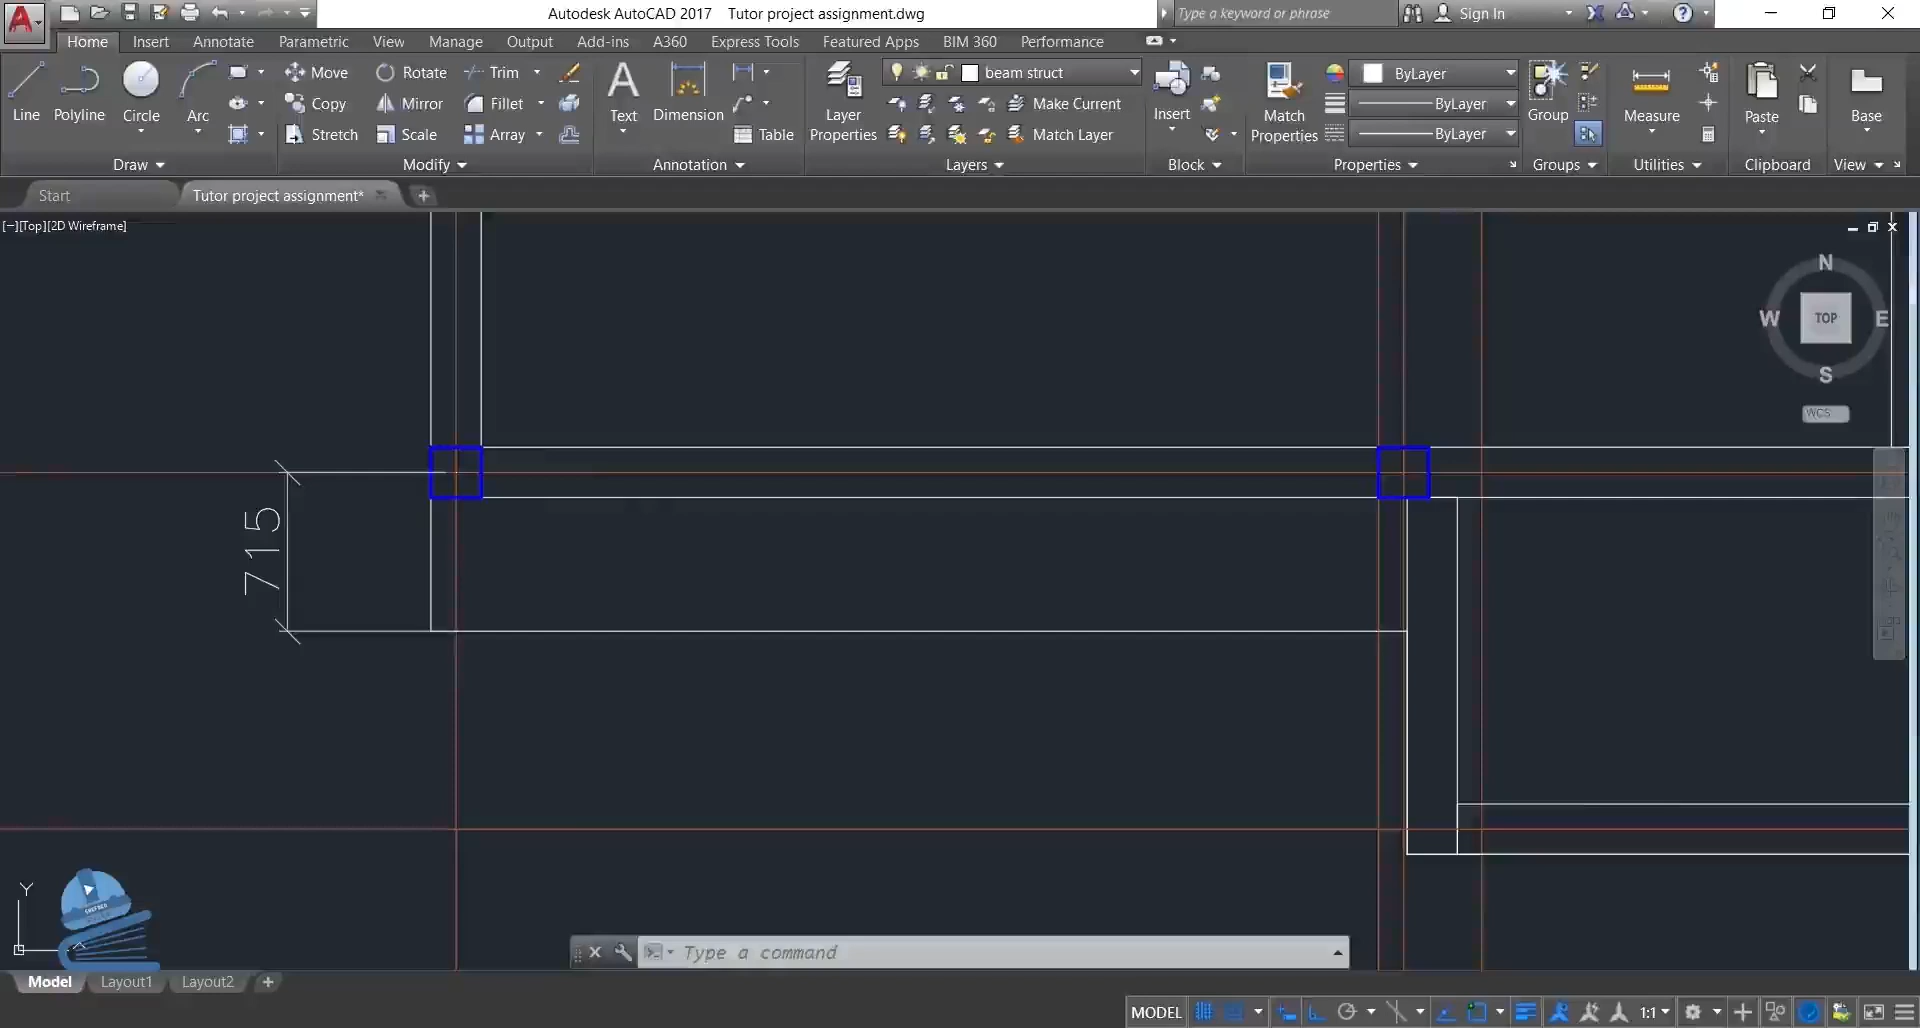 Autodesk AutoCAD 2017 Tutor project assignment.dwg
Type a keyword or phrase
Sign In
Home Insert Annotate Parametric View Manage Output Add-ins A360 Express Tools Featured Apps BIM 360 Performance
Line
Polyline
Circle
Arc
Draw
Move
Rotate
Trim
Copy
Mirror
Fillet
Stretch
Scale
Array
Modify
Text
Dimension
Table
Annotation
Layer
Properties
beam struct
Make Current
Match Layer
Layers
Insert
Block
Match
Properties
ByLayer
ByLayer
ByLayer
Properties
Group
Groups
Measure
Utilities
Paste
Clipboard
Base
View
Start
Tutor project assignment*
[−][Top][2D Wireframe]
N
W
TOP
E
S
WCS
715
Y
Type a command
Model
Layout1
Layout2
MODEL
1:1